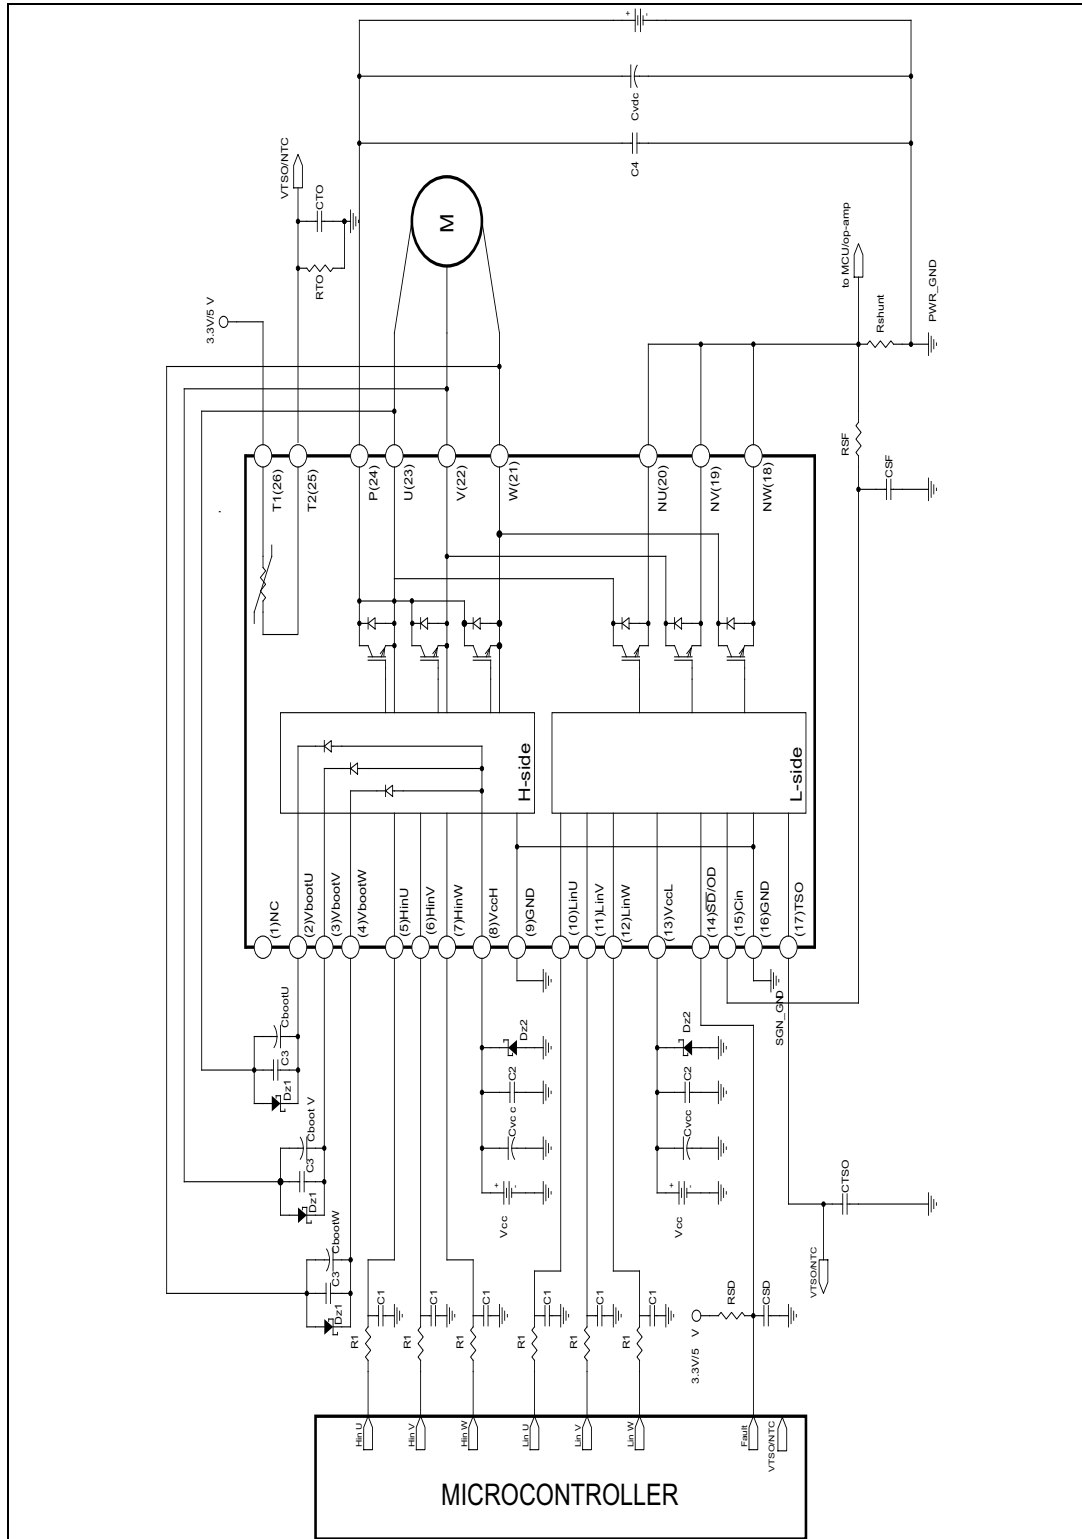 + -
Cvdc
C4
VTSO/NTC
CTO
RTO
3.3V/5 V
M
to MCU/op-amp
Rshunt
PWR_GND
RSF
CSF
T1(26)
T2(25)
P(24)
U(23)
V(22)
W(21)
NU(20)
NV(19)
NW(18)
H-side
L-side
(1)NC
(2)VbootU
(3)VbootV
(4)VbootW
(5)HinU
(6)HinV
(7)HinW
(8)VccH
(9)GND
(10)LinU
(11)LinV
(12)LinW
(13)VccL
(14)SD/OD
(15)Cin
(16)GND
(17)TSO
SGN_GND
CbootU
C3
Dz1
Cboot V
C3
Dz1
CbootW
C3
Dz1
Dz2
C2
Cvc c
+ -
Vcc
Dz2
C2
Cvcc
+ -
Vcc
CTSO
VTSO/NTC
R1
C1
R1
C1
R1
C1
R1
C1
R1
C1
R1
C1
3.3V/5 V
RSD
CSD
Hin U
Hin V
Hin W
Lin U
Lin V
Lin W
Fault
VTSO/NTC
MICROCONTROLLER